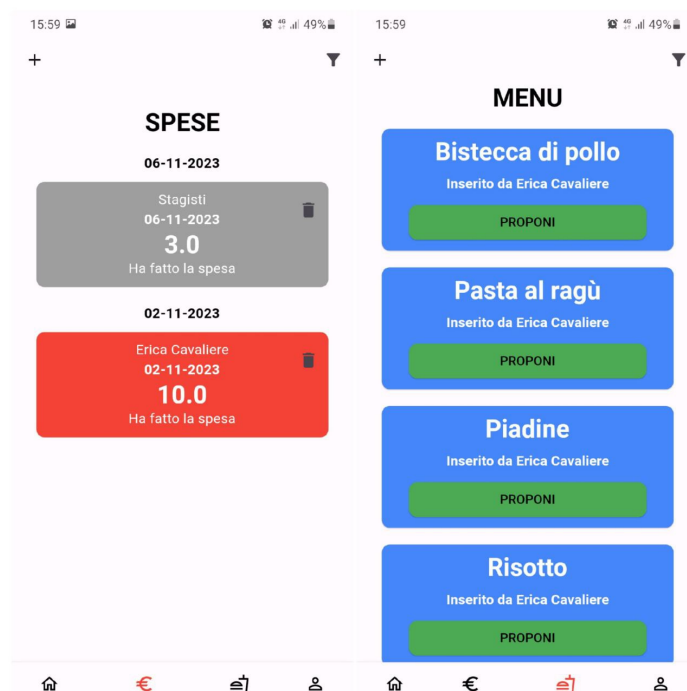 15:59
4G
49%
SPESE
06-11-2023
Stagisti
06-11-2023
3.0
Ha fatto la spesa
02-11-2023
Erica Cavaliere
02-11-2023
10.0
Ha fatto la spesa
€
15:59
4G
49%
MENU
Bistecca di pollo
Inserito da Erica Cavaliere
PROPONI
Pasta al ragù
Inserito da Erica Cavaliere
PROPONI
Piadine
Inserito da Erica Cavaliere
PROPONI
Risotto
Inserito da Erica Cavaliere
PROPONI
€